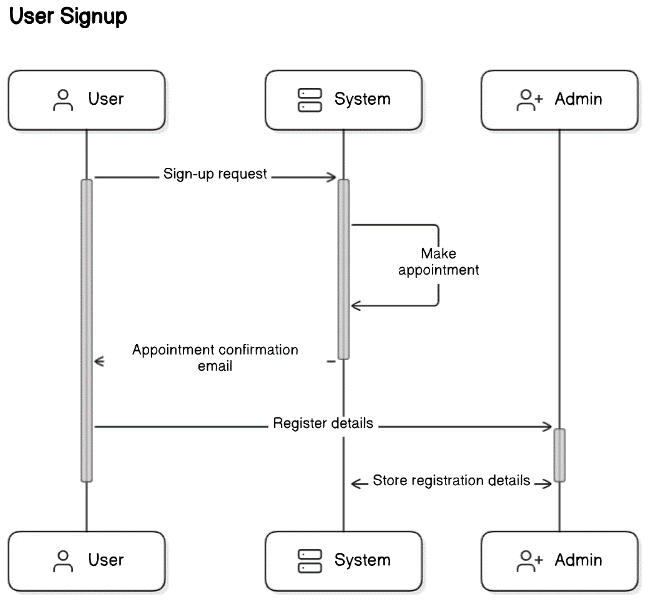 User Signup
User
System
Admin
Sign-up request
Make
appointment
Appointment confirmation
email
Register details
Store registration details
User
System
Admin